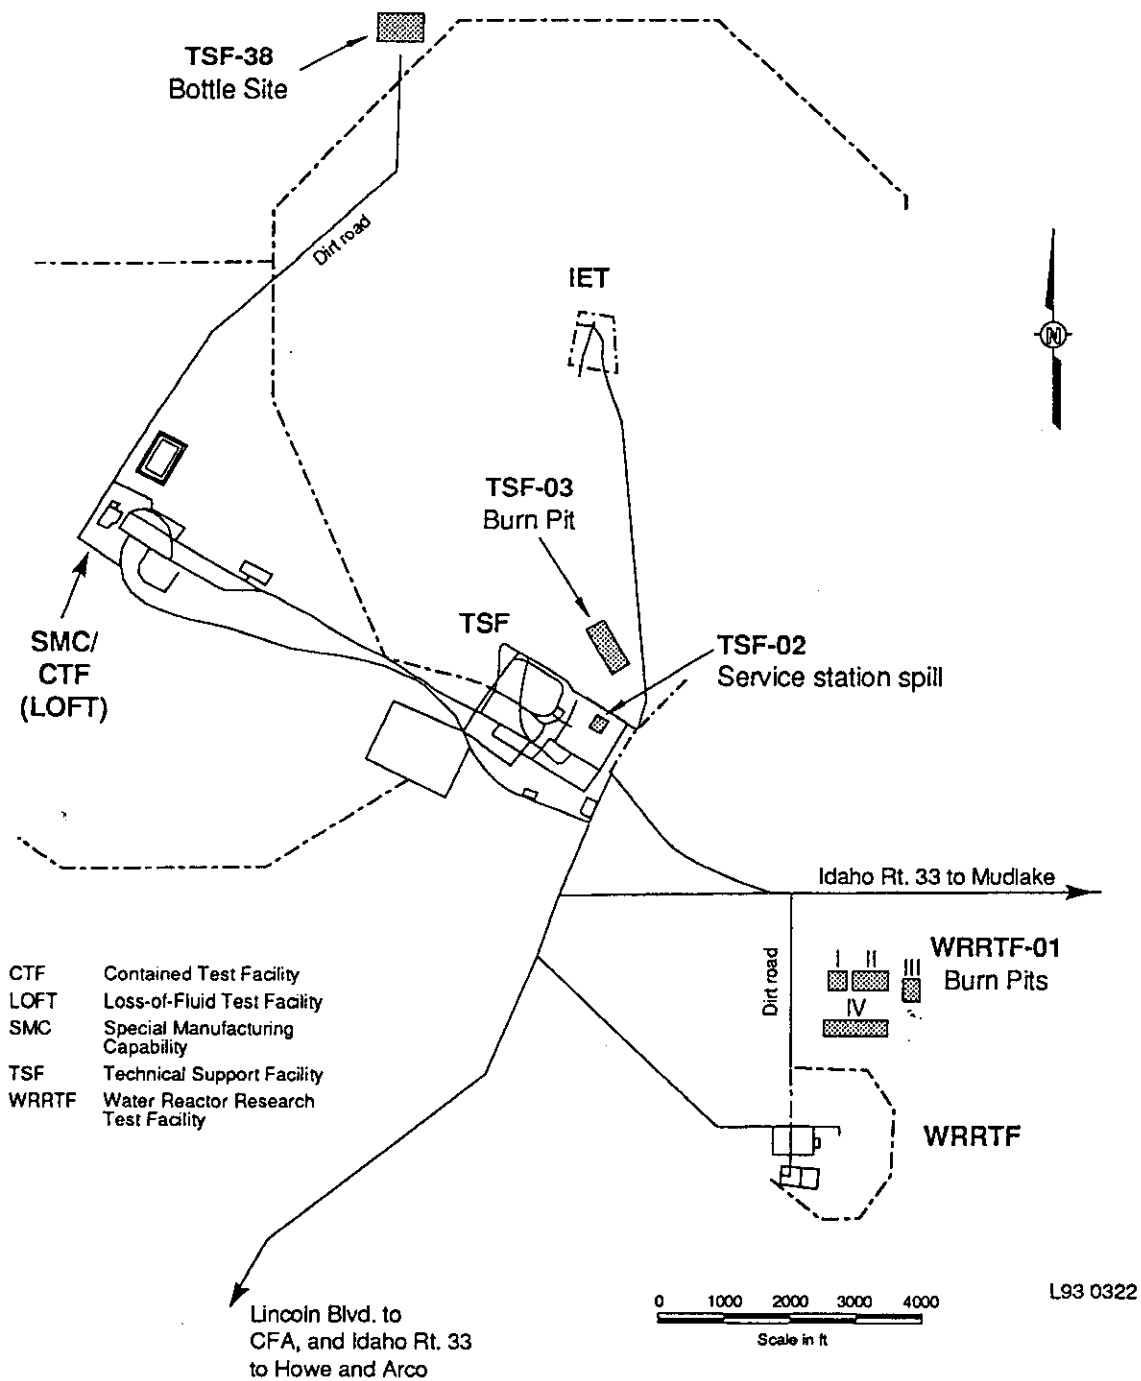 TSF-38
Bottle Site
Dirt road
IET
N
TSF-03
Burn Pit
TSF
TSF-02
Service station spill
SMC/
CTF
(LOFT)
Idaho Rt. 33 to Mudlake
WRRTF-01
Burn Pits
I
II
III
IV
Dirt road
CTF Contained Test Facility
LOFT Loss-of-Fluid Test Facility
SMC Special Manufacturing
Capability
TSF Technical Support Facility
WRRTF Water Reactor Research
Test Facility
WRRTF
Lincoln Blvd. to
CFA, and Idaho Rt. 33
to Howe and Arco
0 1000 2000 3000 4000
Scale in ft
L93 0322